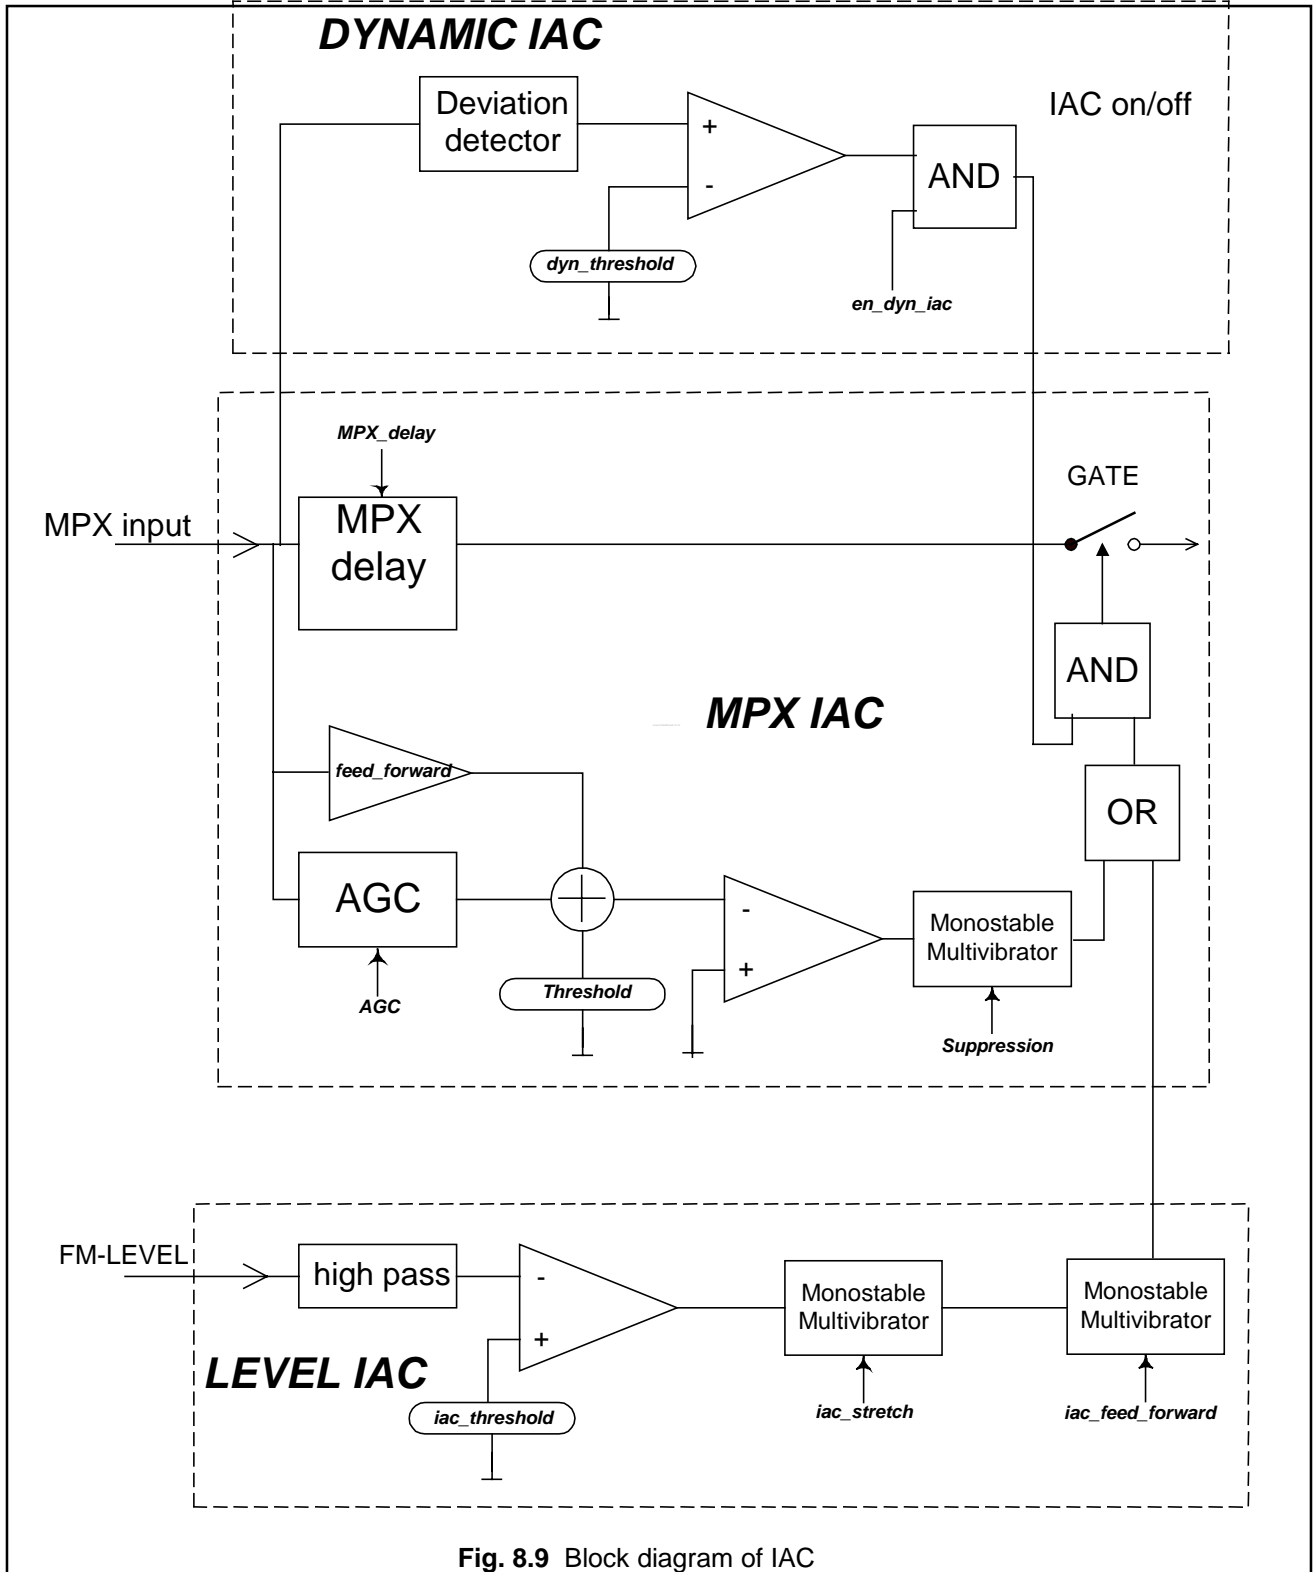 DYNAMIC IAC
Deviation
detector
IAC on/off
+
-
AND
dyn_threshold
en_dyn_iac
MPX_delay
GATE
MPX input
MPX
delay
AND
MPX IAC
feed_forward
OR
AGC
-
+
Monostable
Multivibrator
Threshold
AGC
Suppression
FM-LEVEL
high pass
-
+
Monostable
Multivibrator
Monostable
Multivibrator
LEVEL IAC
iac_threshold
iac_stretch
iac_feed_forward
Fig. 8.9 Block diagram of IAC